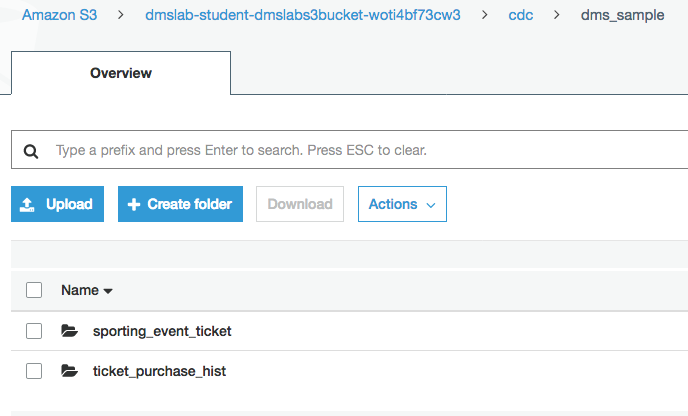 Amazon S3 > dmslab-student-dmslabs3bucket-woti4bf73cw3 > cdc > dms_sample
Overview
Type a prefix and press Enter to search. Press ESC to clear.
Upload + Create folder Download Actions
Name
sporting_event_ticket
ticket_purchase_hist